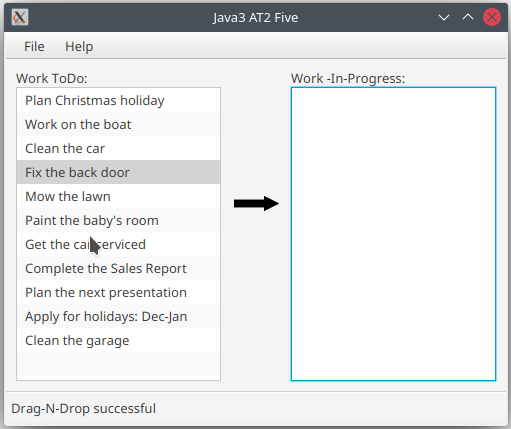 Java3 AT2 Five
File Help
Work ToDo:
Work -In-Progress:
Plan Christmas holiday
Work on the boat
Clean the car
Fix the back door
Mow the lawn
Paint the baby's room
Get the car serviced
Complete the Sales Report
Plan the next presentation
Apply for holidays: Dec-Jan
Clean the garage
Drag-N-Drop successful